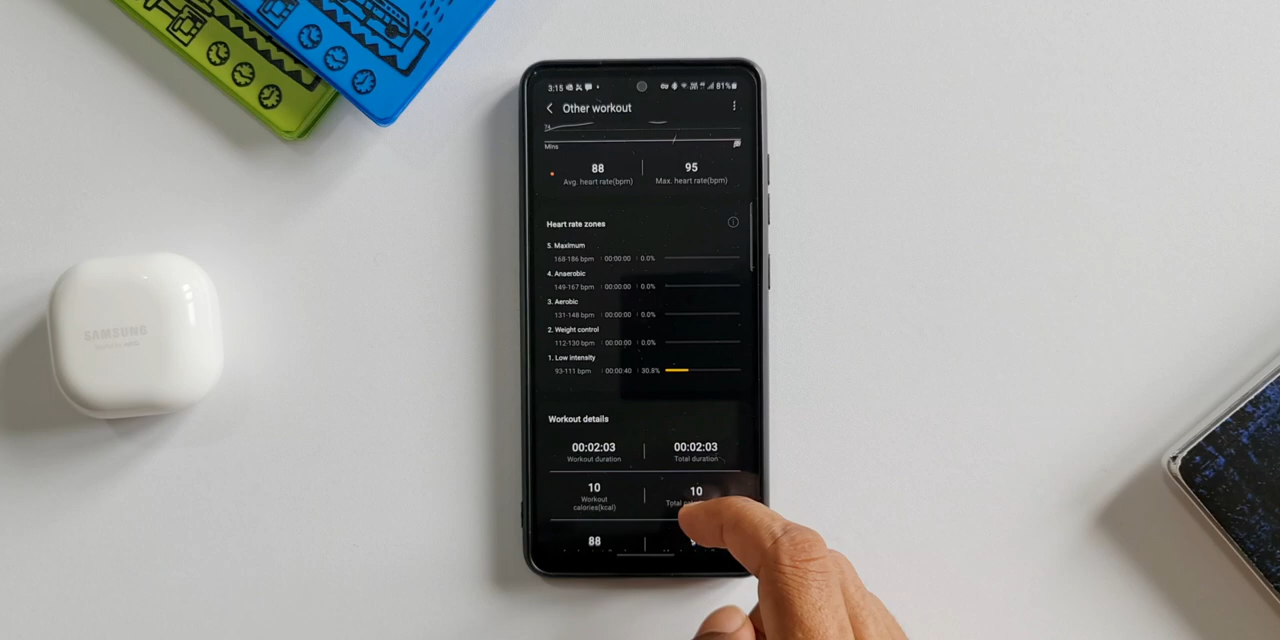 3:15
81%
Other workout
74
Mins
88
95
Avg. heart rate(bpm)
Max. heart rate(bpm)
Heart rate zones
5. Maximum
168-186 bpm 00:00:00 0.0%
4. Anaerobic
149-167 bpm 00:00:00 0.0%
3. Aerobic
131-148 bpm 00:00:00 0.0%
2. Weight control
112-130 bpm 00:00:00 0.0%
1. Low intensity
93-111 bpm 00:00:40 30.8%
Workout details
00:02:03
00:02:03
Workout duration
Total duration
10
10
Workout
calories(kcal)
Total
88
SAMSUNG